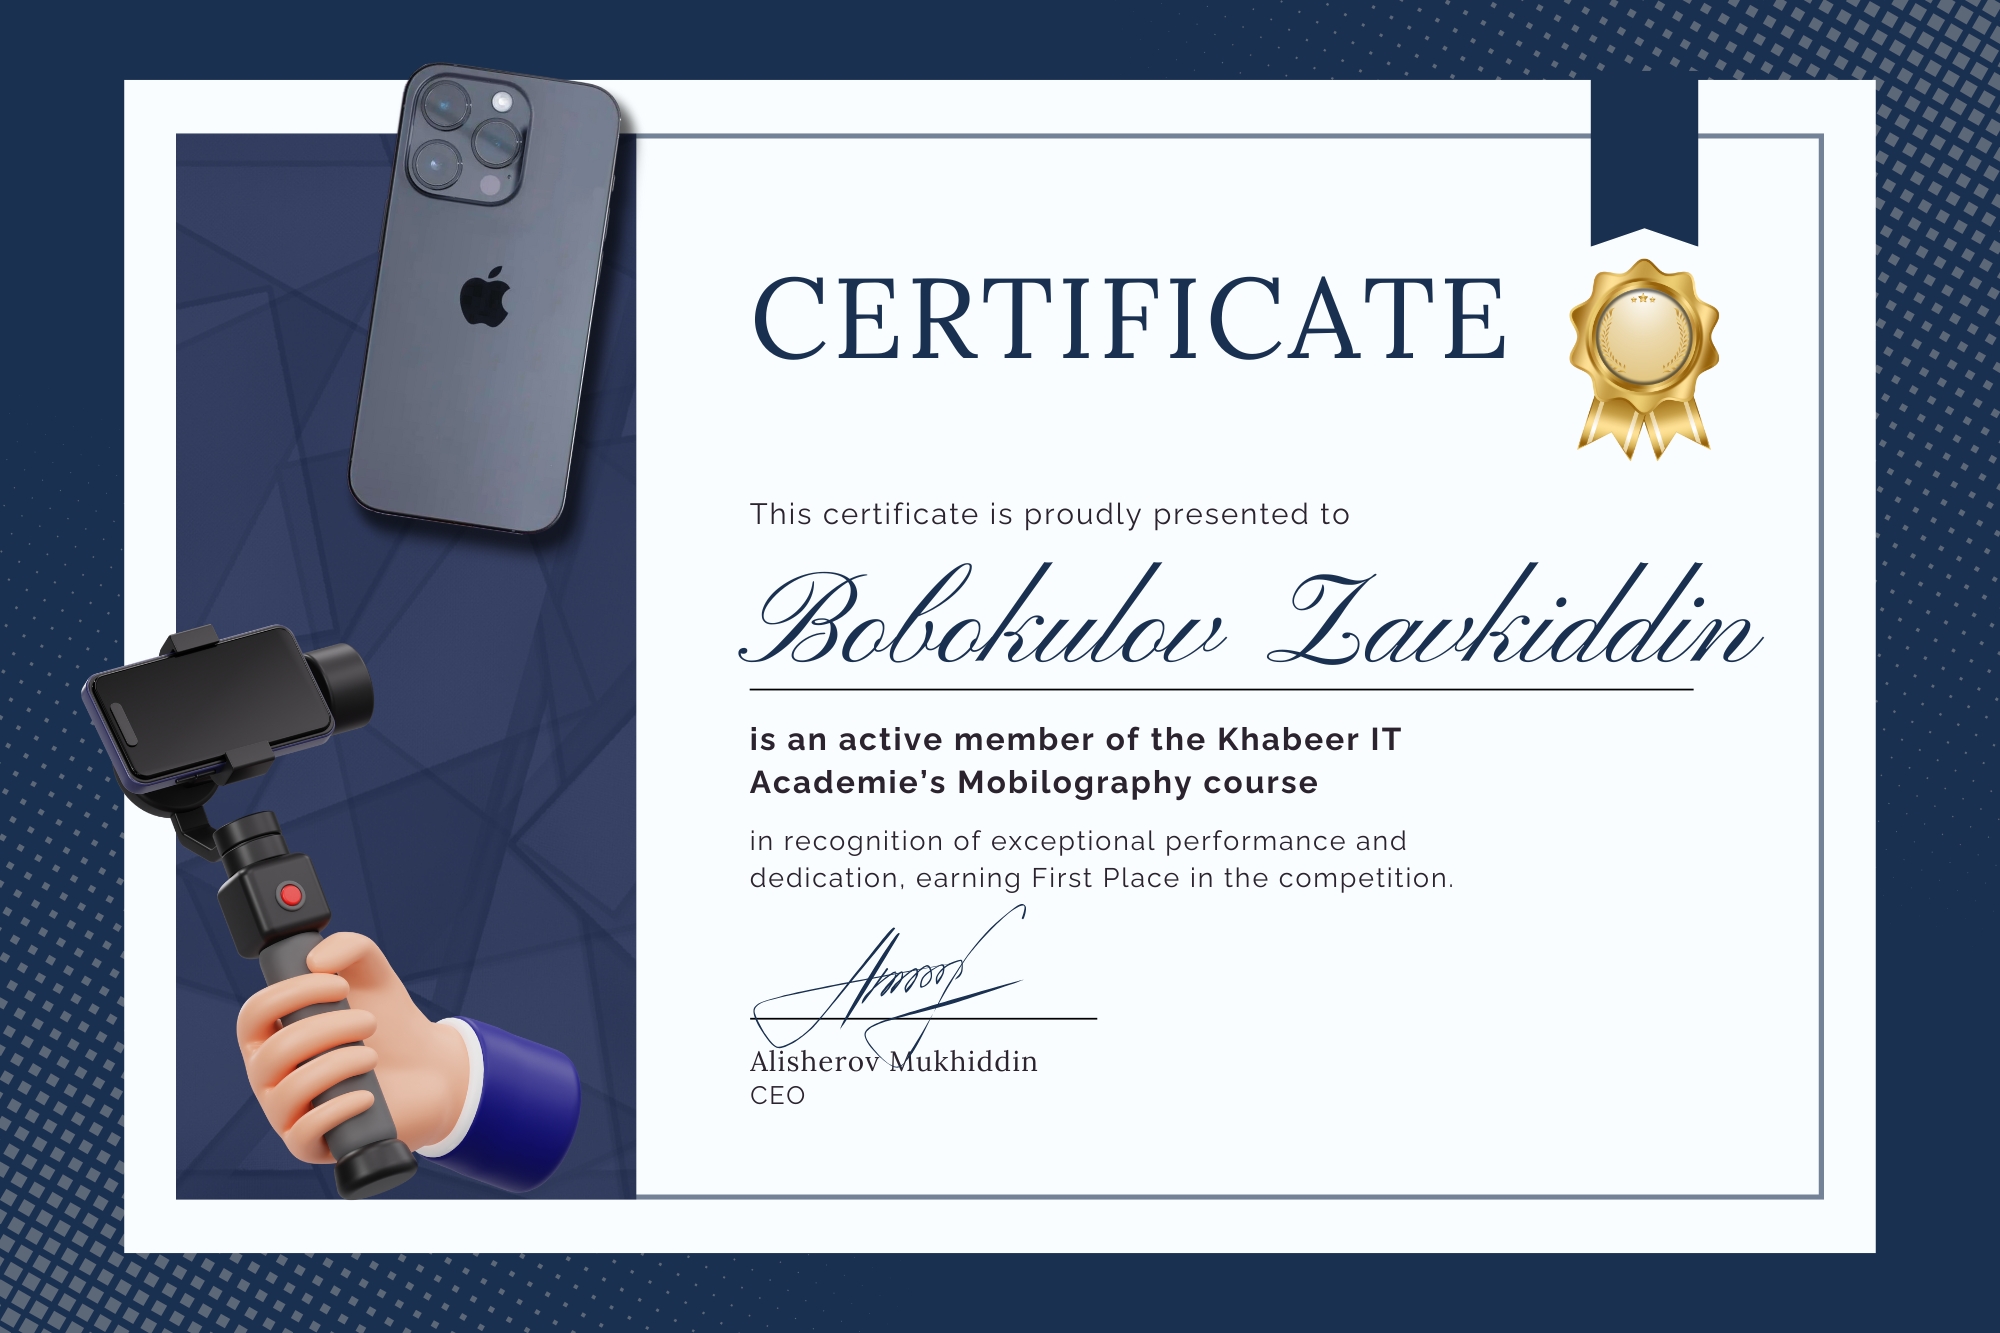 CERTIFICATE
This certificate is proudly presented to
Bobokulov Zavkiddin
is an active member of the Khabeer IT
Academie’s Mobilography course
in recognition of exceptional performance and
dedication, earning First Place in the competition.
Alisherov Mukhiddin
CEO